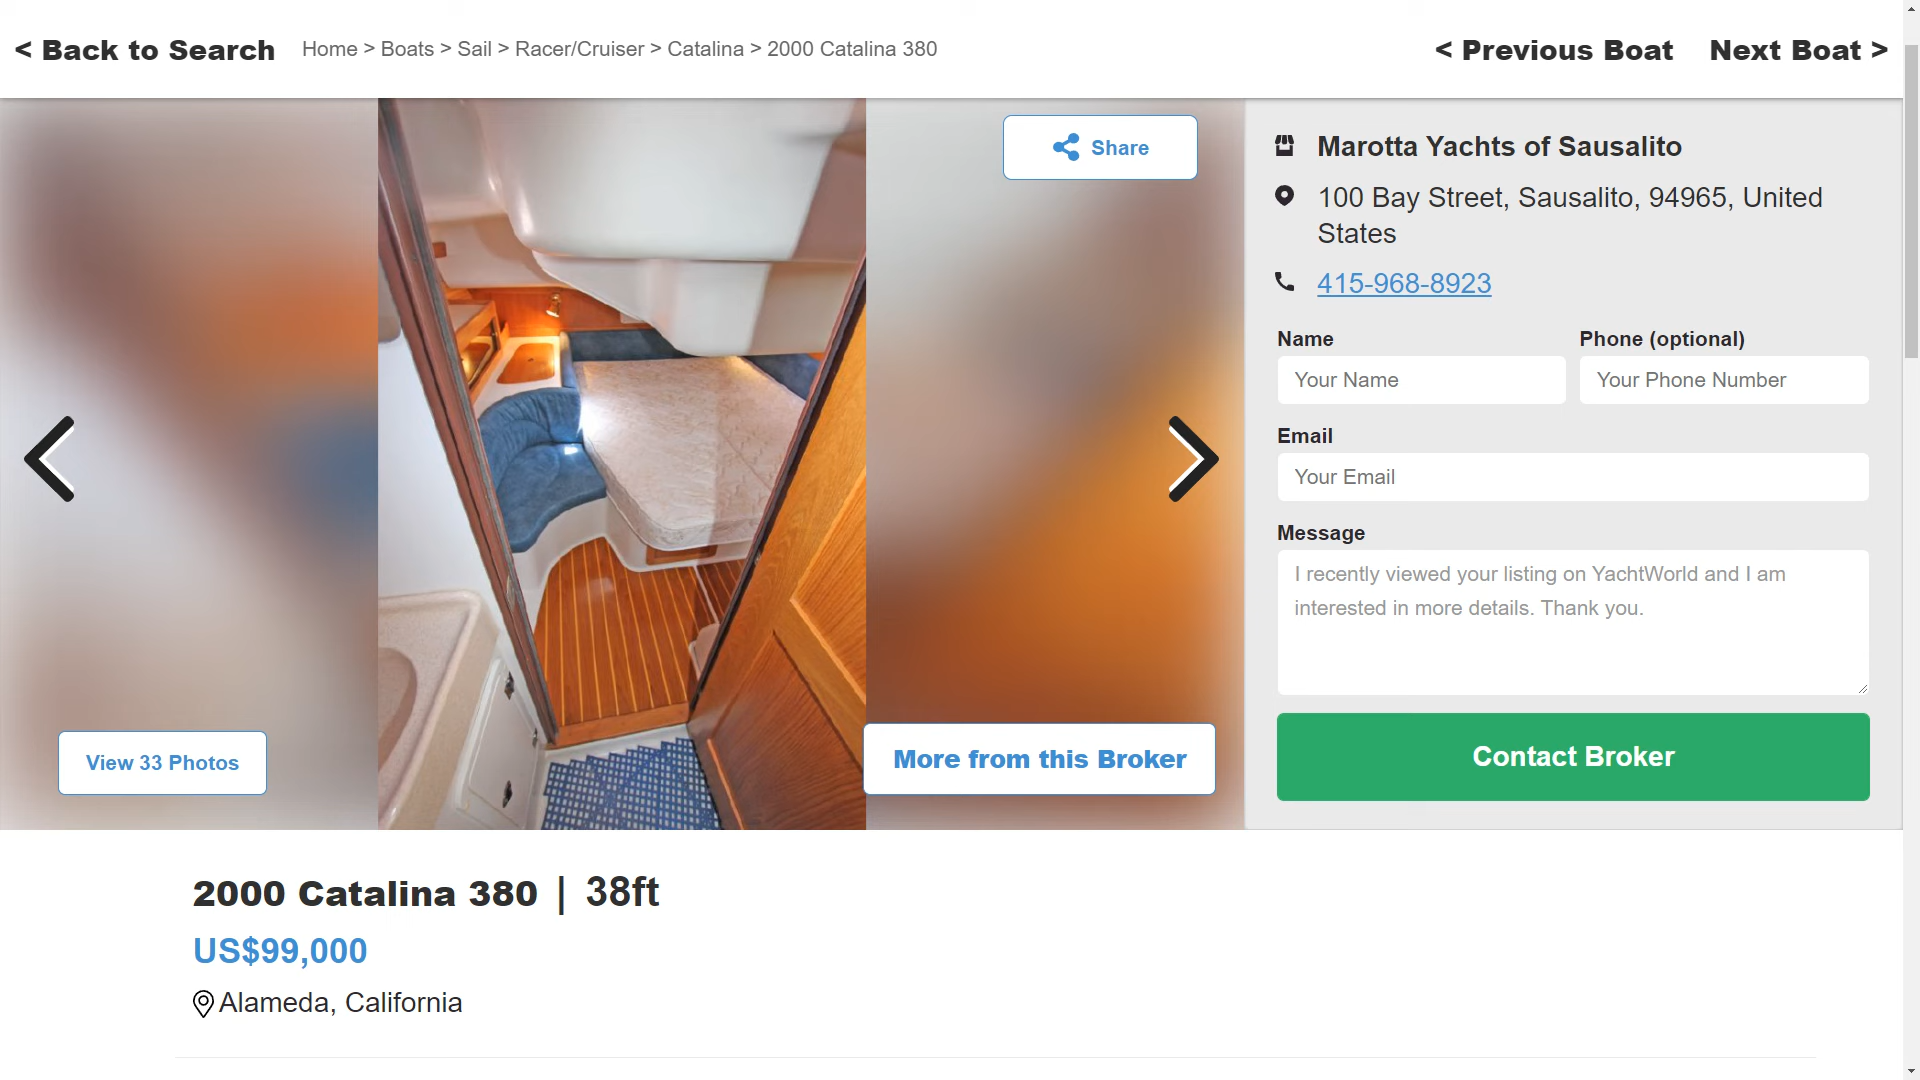 < Back to Search
Home > Boats > Sail > Racer/Cruiser > Catalina > 2000 Catalina 380
< Previous Boat
Next Boat >
Share
Marotta Yachts of Sausalito
100 Bay Street, Sausalito, 94965, United
States
415-968-8923
Name
Phone (optional)
Your Name
Your Phone Number
Email
Your Email
Message
I recently viewed your listing on YachtWorld and I am
interested in more details. Thank you.
View 33 Photos
More from this Broker
Contact Broker
2000 Catalina 380 | 38ft
US$99,000
Alameda, California